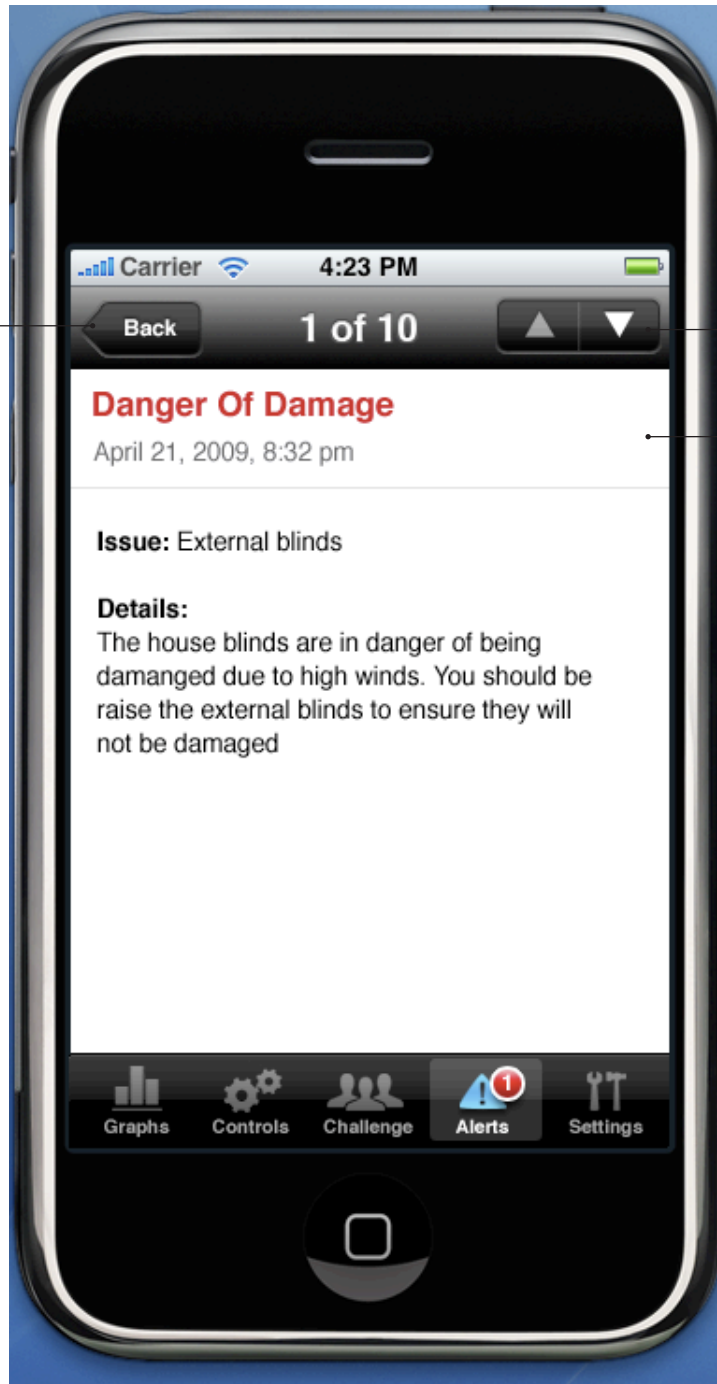 Carrier 4:23 PM
Back 1 of 10
Danger Of Damage
April 21, 2009, 8:32 pm
Issue: External blinds
Details:
The house blinds are in danger of being
damanged due to high winds. You should be
raise the external blinds to ensure they will
not be damaged
1
Graphs Controls Challenge Alerts Settings